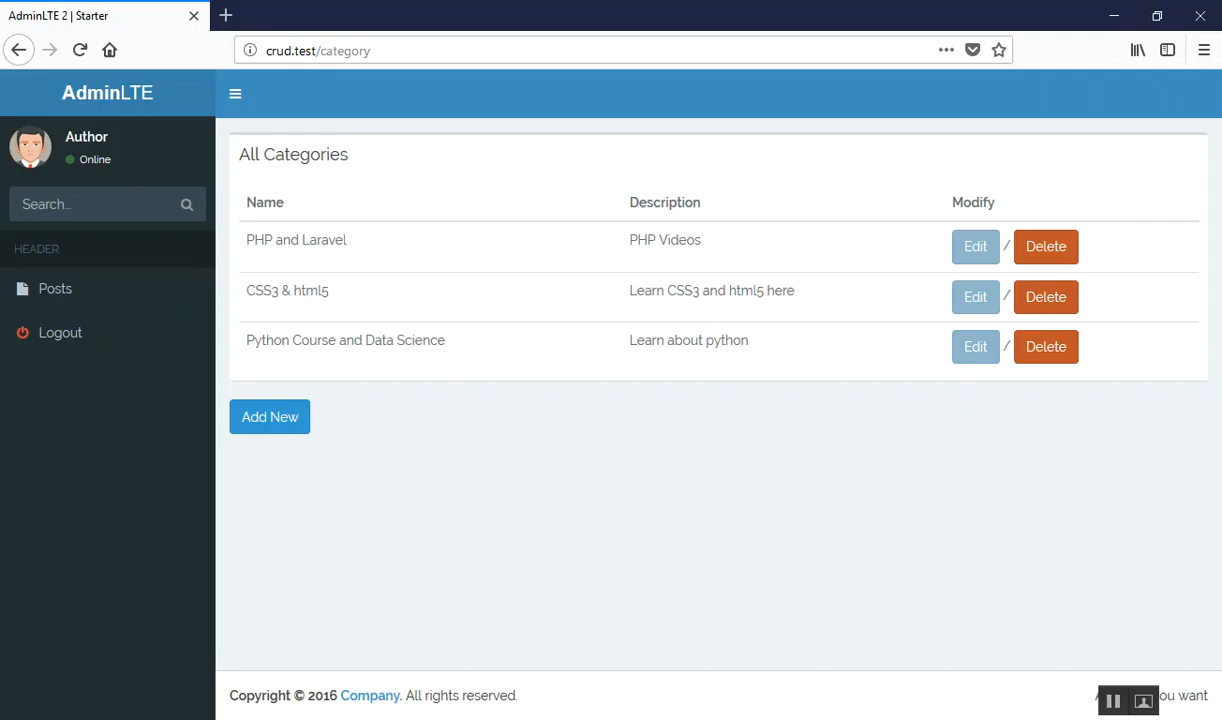 AdminLTE 2 | Starter
crud.test/category
AdminLTE
Author
Online
Search...
HEADER
Posts
Logout
All Categories
Name Description Modify
PHP and Laravel PHP Videos Edit / Delete
CSS3 & html5 Learn CSS3 and html5 here Edit / Delete
Python Course and Data Science Learn about python Edit / Delete
Add New
Copyright © 2016 Company. All rights reserved.
want